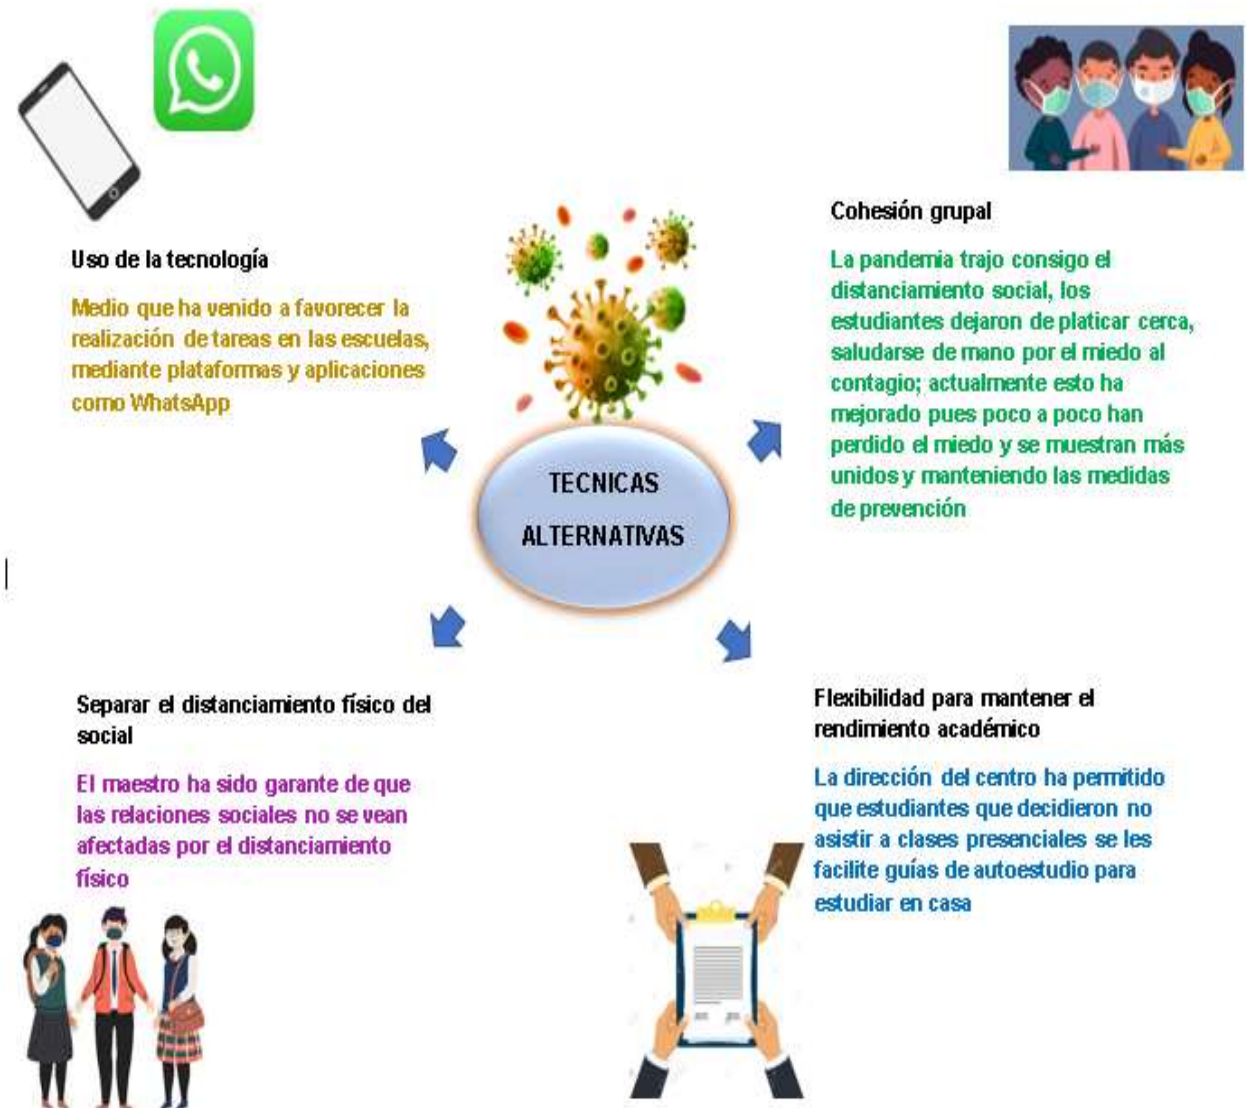 Uso de la tecnología
Medio que ha venido a favorecer la
realización de tareas en las escuelas,
mediante plataformas y aplicaciones
como WhatsApp
Cohesión grupal
La pandemia trajo consigo el
distanciamiento social, los
estudiantes dejaron de platicar cerca,
saludarse de mano por el miedo al
contagio; actualmente esto ha
mejorado pues poco a poco han
perdido el miedo y se muestran más
unidos y manteniendo las medidas
de prevención
TECNICAS
ALTERNATIVAS
Separar el distanciamiento físico del
social
El maestro ha sido garante de que
las relaciones sociales no se vean
afectadas por el distanciamiento
físico
Flexibilidad para mantener el
rendimiento académico
La dirección del centro ha permitido
que estudiantes que decidieron no
asistir a clases presenciales se les
facilite guías de autoestudio para
estudiar en casa